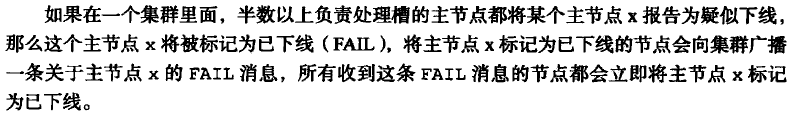 如果在一个集群里面，半数以上负责处理槽的主节点都将某个主节点 x 报告为疑似下线，
那么这个主节点 x 将被标记为已下线（FAIL），将主节点 x 标记为已下线的节点会向集群广播
一条关于主节点 x 的 FAIL 消息，所有收到这条 FAIL 消息的节点都会立即将主节点 x 标记
为已下线。